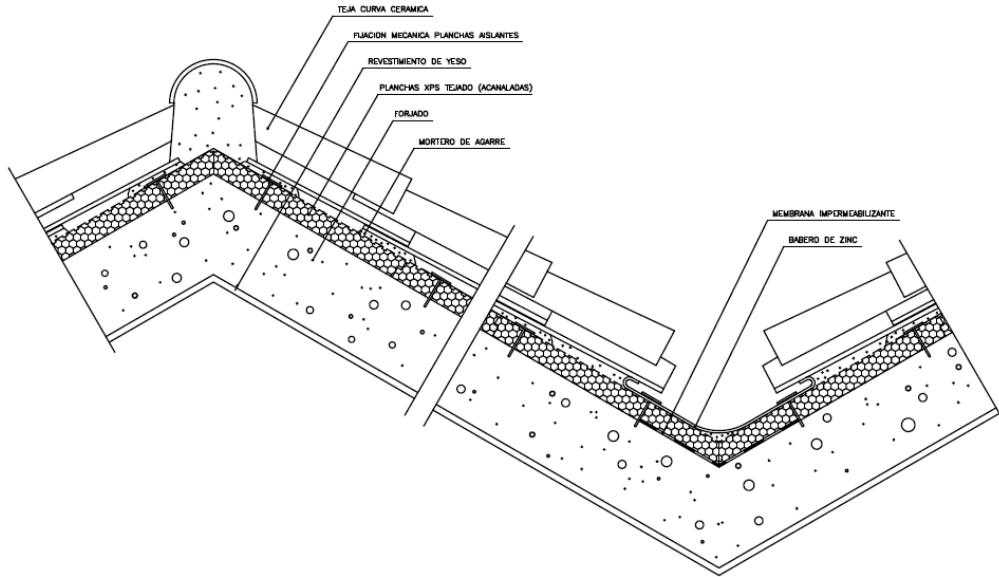 TEJA CURVA CERAMICA
FIJACION MECANICA PLANCHAS AISLANTES
REVESTIMIENTO DE YESO
PLANCHAS XPS TEJADO (ACANALADAS)
FORJADO
MORTERO DE AGARRE
MEMBRANA IMPERMEABILIZANTE
BABERO DE ZINC